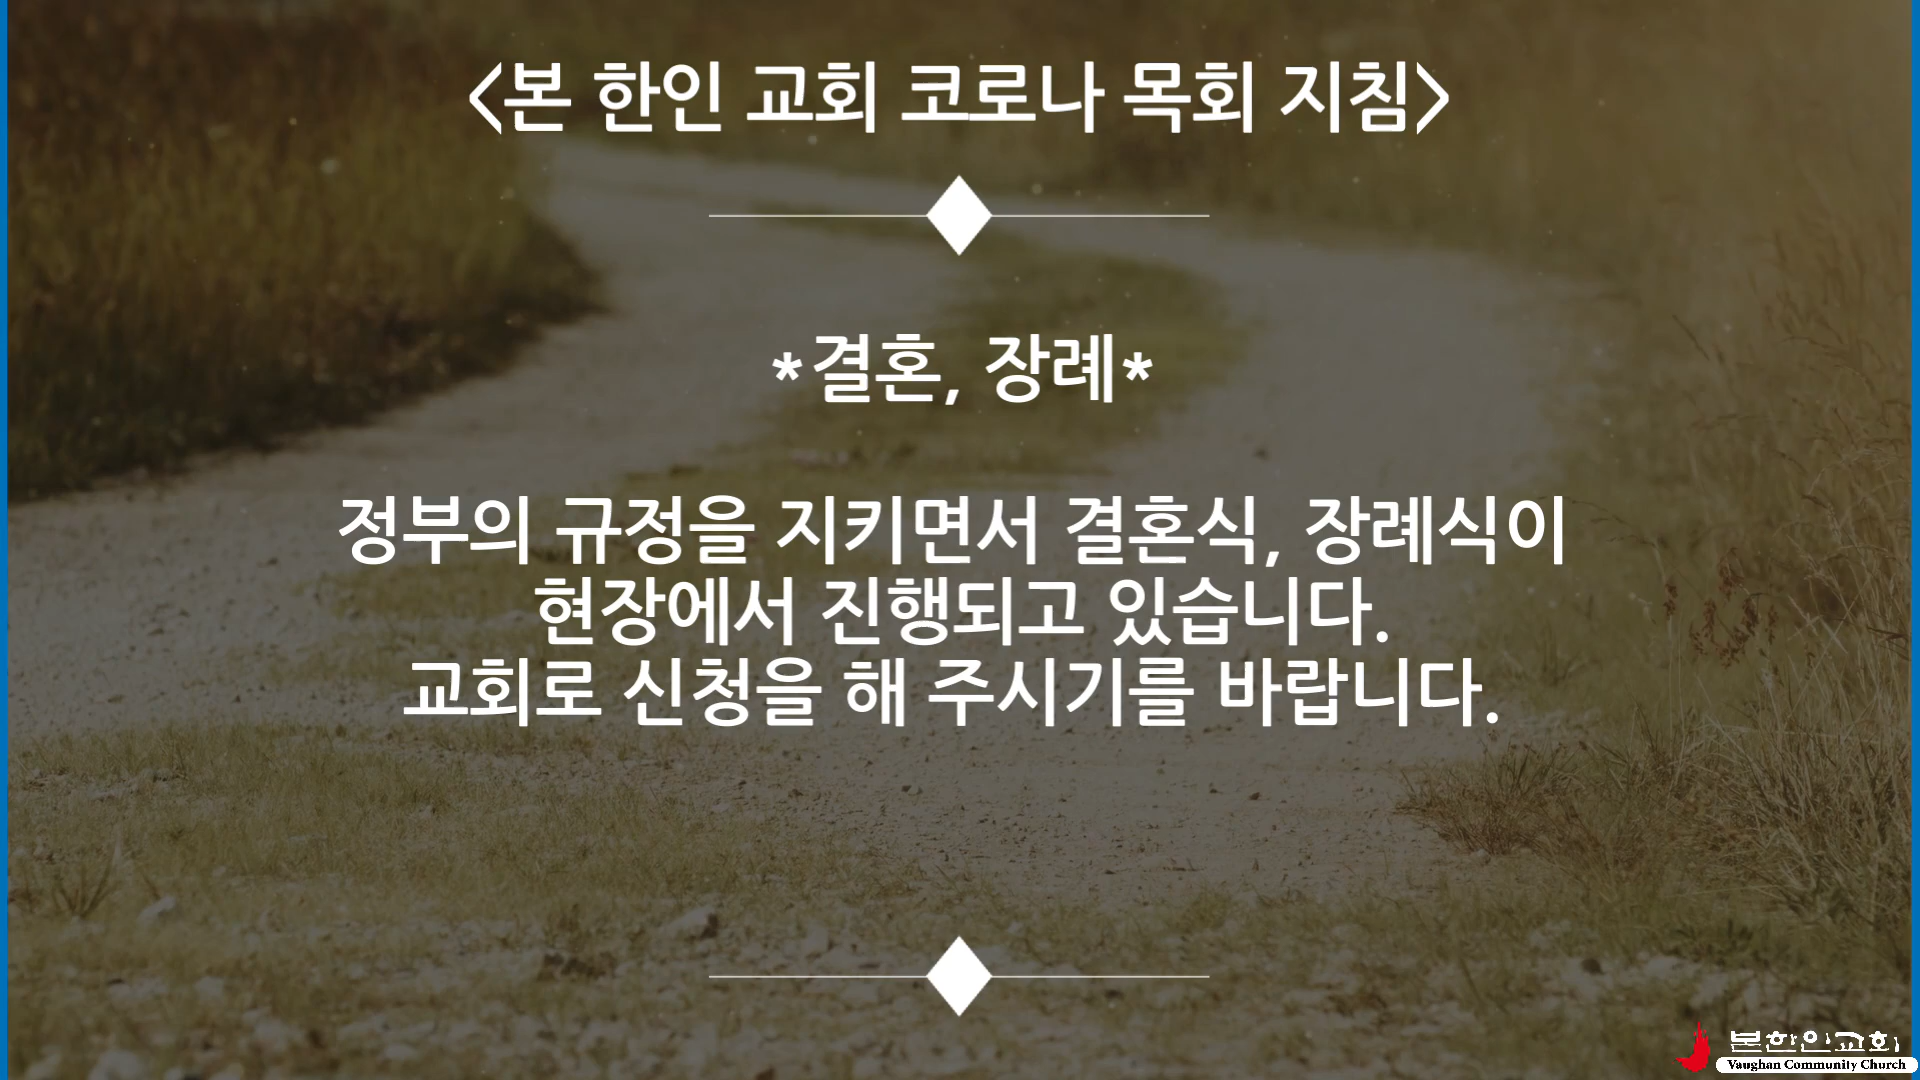 <본 한인 교회 코로나 목회 지침>
*결혼, 장례*
정부의 규정을 지키면서 결혼식, 장례식이
현장에서 진행되고 있습니다.
교회로 신청을 해 주시기를 바랍니다.
본한인교회
Vaughan Community Church